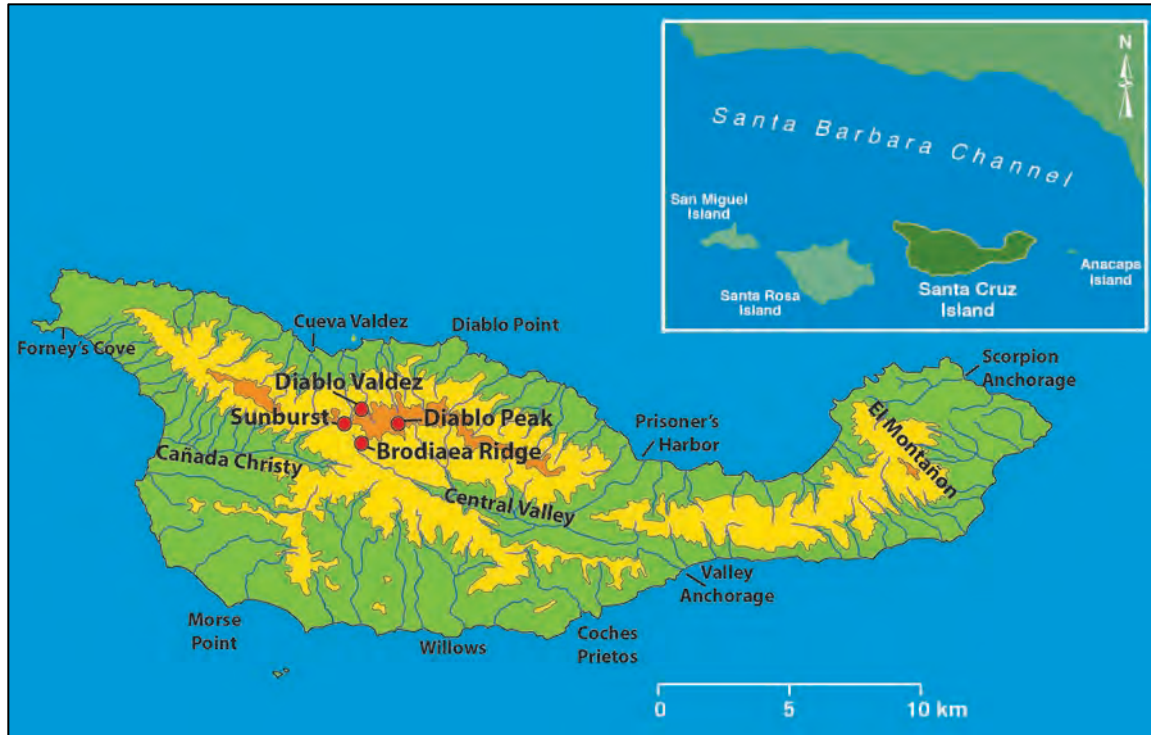 N
Santa Barbara Channel
San Miguel
Island
Santa Rosa
Island
Santa Cruz
Island
Anacapa
Island
Cueva Valdez
Diablo Point
Forney's Cove
Scorpion
Anchorage
Diablo Valdez
Sunburst
Diablo Peak
Prisoner's
Harbor
El Montañon
Brodiaea Ridge
Cañada Christy
Central Valley
Valley
Anchorage
Morse
Point
Willows
Coches
Prietos
0 5 10 km